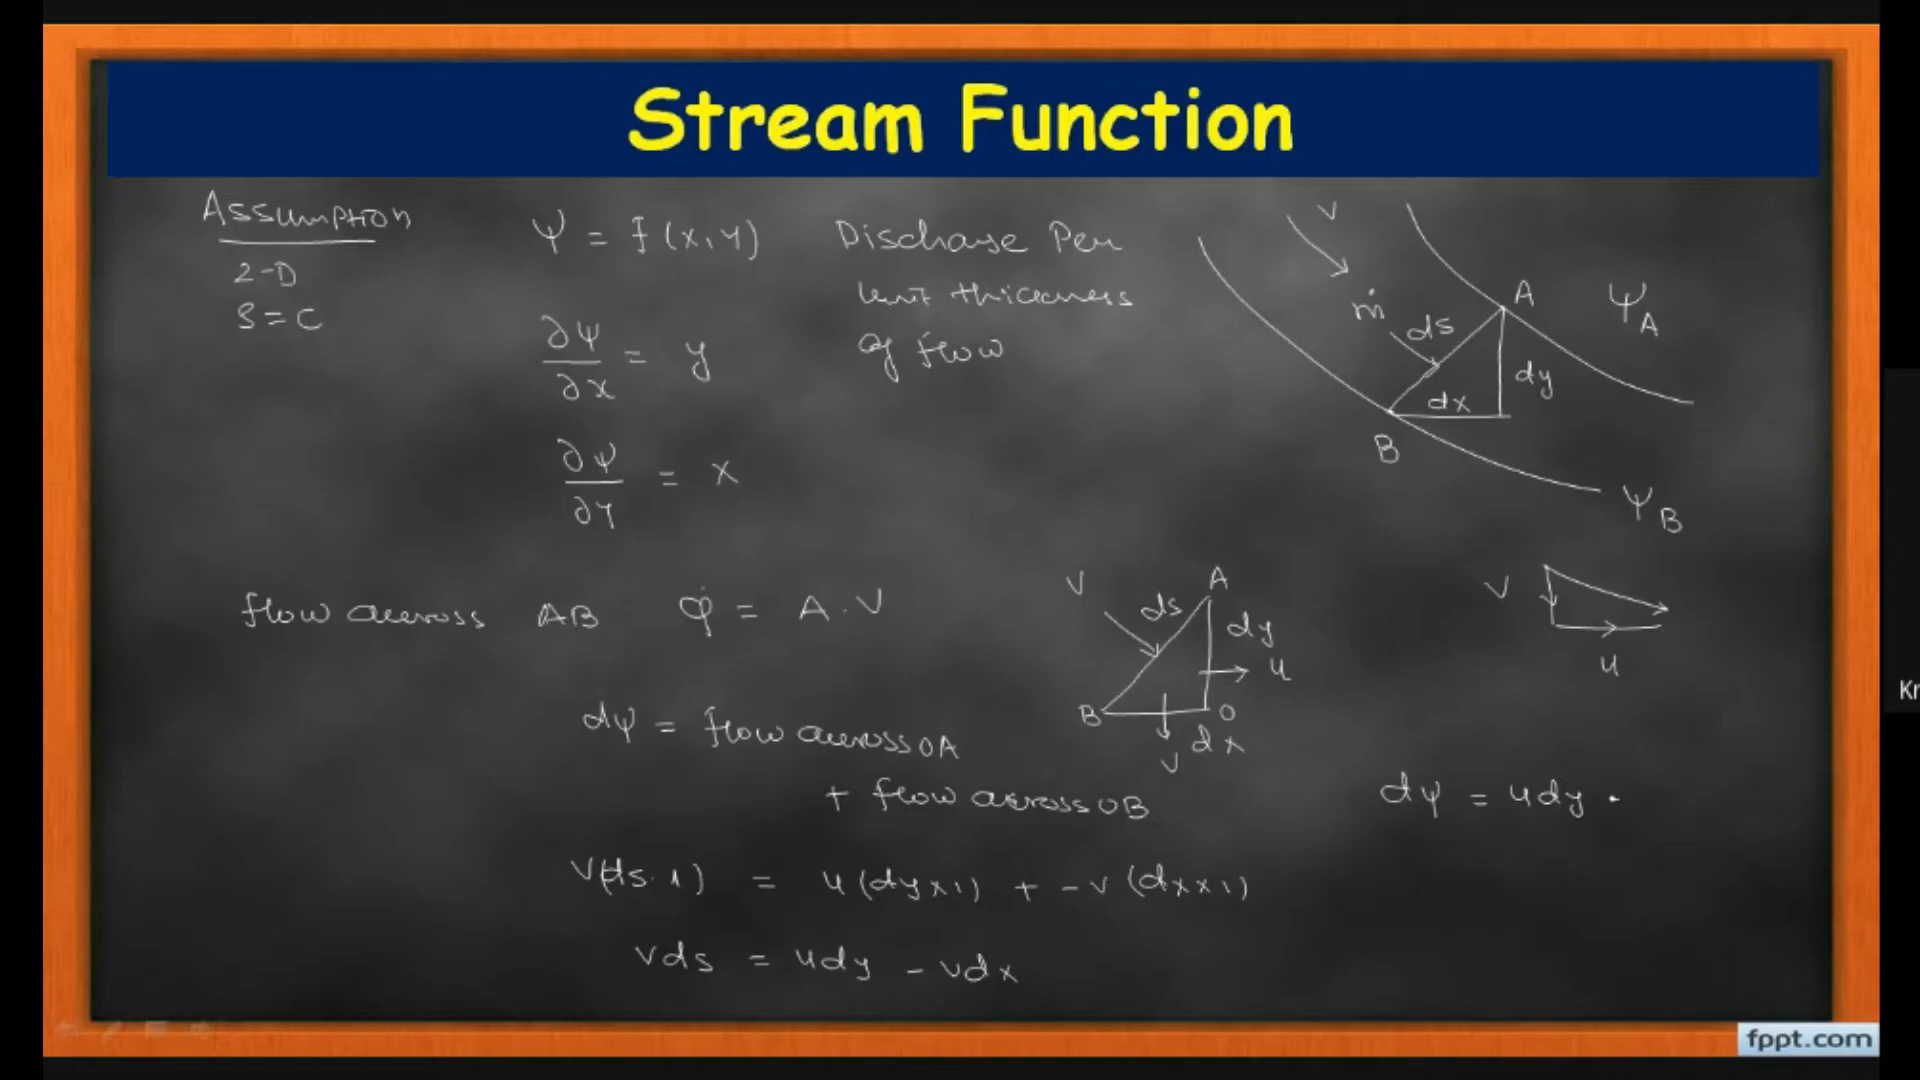 Stream Function
Assumption
2-D
S = C
ψ = f(x,y)
Discharge Per
unit thickness
of flow
∂ψ/∂x = y
∂ψ/∂y = x
V
ṁ
ds
A
ψA
dy
dx
B
ψB
flow across AB
= A . V
dψ = flow across OA
+ flow across OB
V(ds.1) = u(dy×1) + -v(dx×1)
Vds = udy - vdx
V
ds
A
dy
u
B
O
dx
v
V
u
dψ = udy
Kr
fppt.com